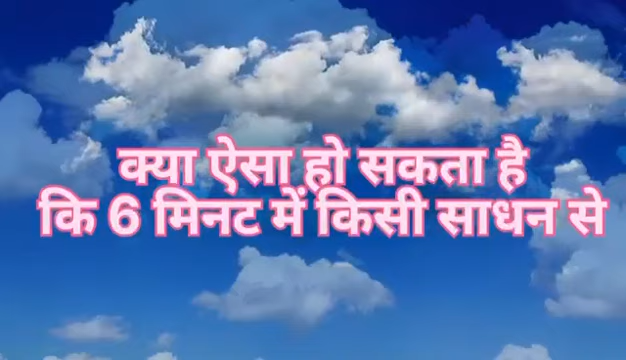 क्या ऐसा हो सकता है
कि 6 मिनट में किसी साधन से